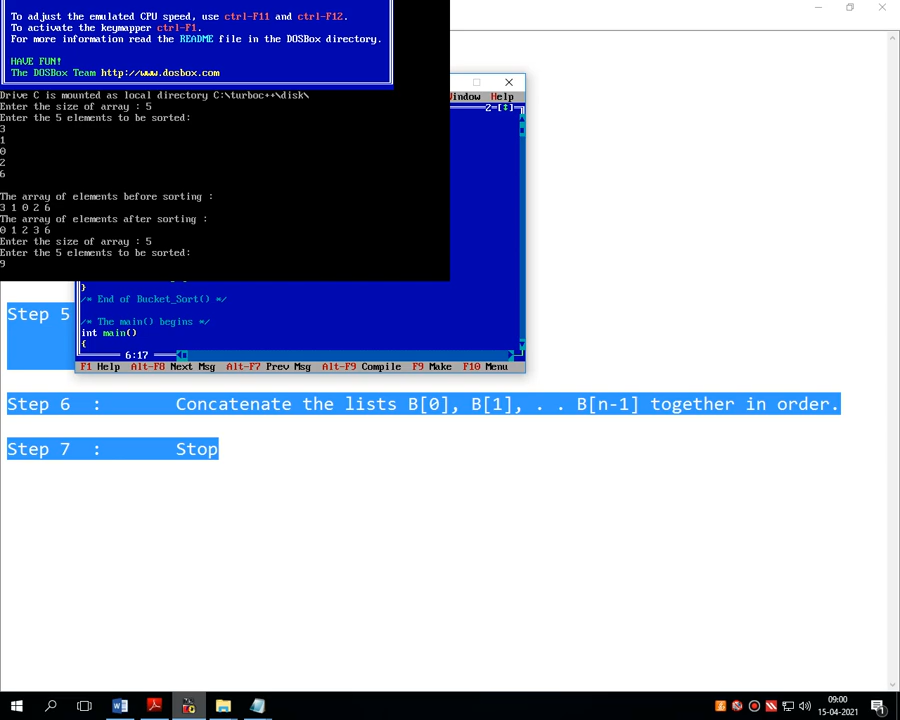 To adjust the emulated CPU speed, use ctrl-F11 and ctrl-F12.
To activate the keymapper ctrl-F1.
For more information read the README file in the DOSBox directory.
HAVE FUN!
The DOSBox Team http://www.dosbox.com
Drive C is mounted as local directory C:\turboc++\disk\
Enter the size of array : 5
Enter the 5 elements to be sorted:
3
1
0
2
6
The array of elements before sorting :
3 1 0 2 6
The array of elements after sorting :
0 1 2 3 6
Enter the size of array : 5
Enter the 5 elements to be sorted:
9
Window Help
2=[↕]
}
/* End of Bucket_Sort() */
/* The main() begins */
int main()
{
6:17
F1 Help Alt-F8 Next Msg Alt-F7 Prev Msg Alt-F9 Compile F9 Make F10 Menu
Step 5
Step 6 : Concatenate the lists B[0], B[1], . . B[n-1] together in order.
Step 7 : Stop
09:00
15-04-2021